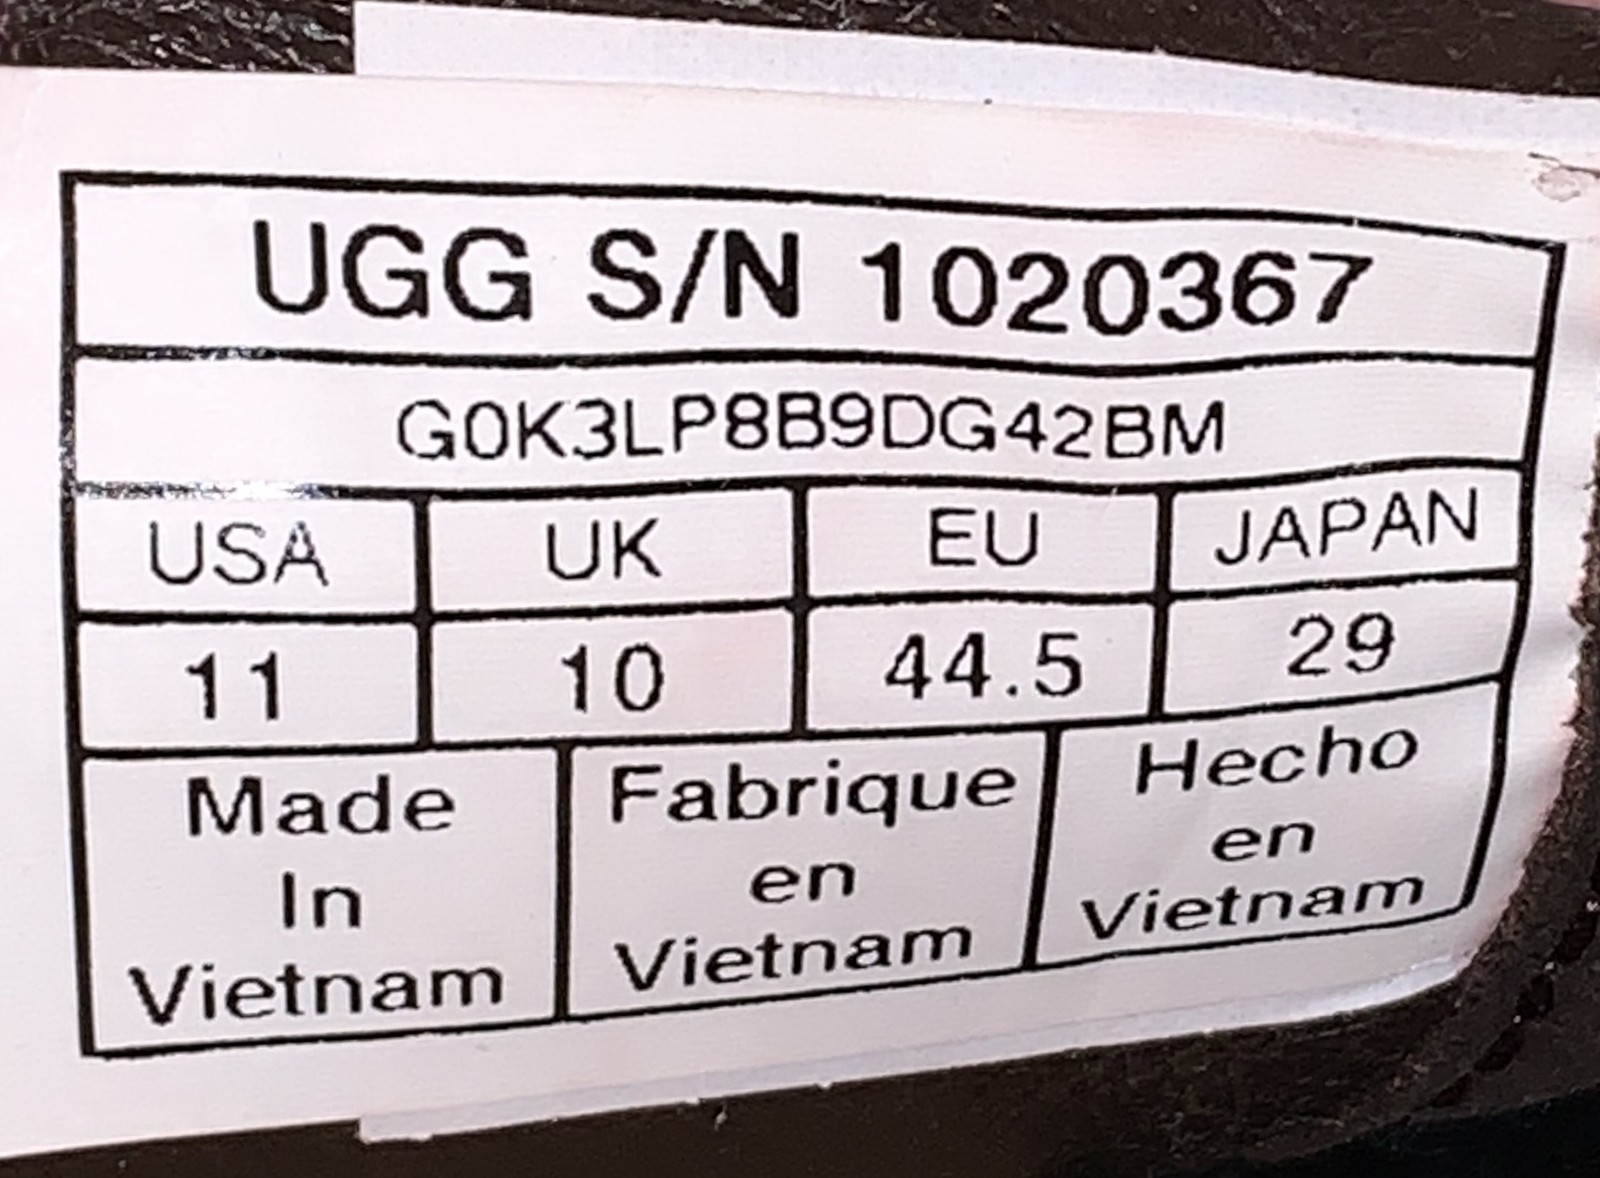 UGG S/N 1020367
G0K3LP8B9DG42BM
USA UK EU JAPAN
11 10 44.5 29
Made
In
Vietnam
Fabrique
en
Vietnam
Hecho
en
Vietnam